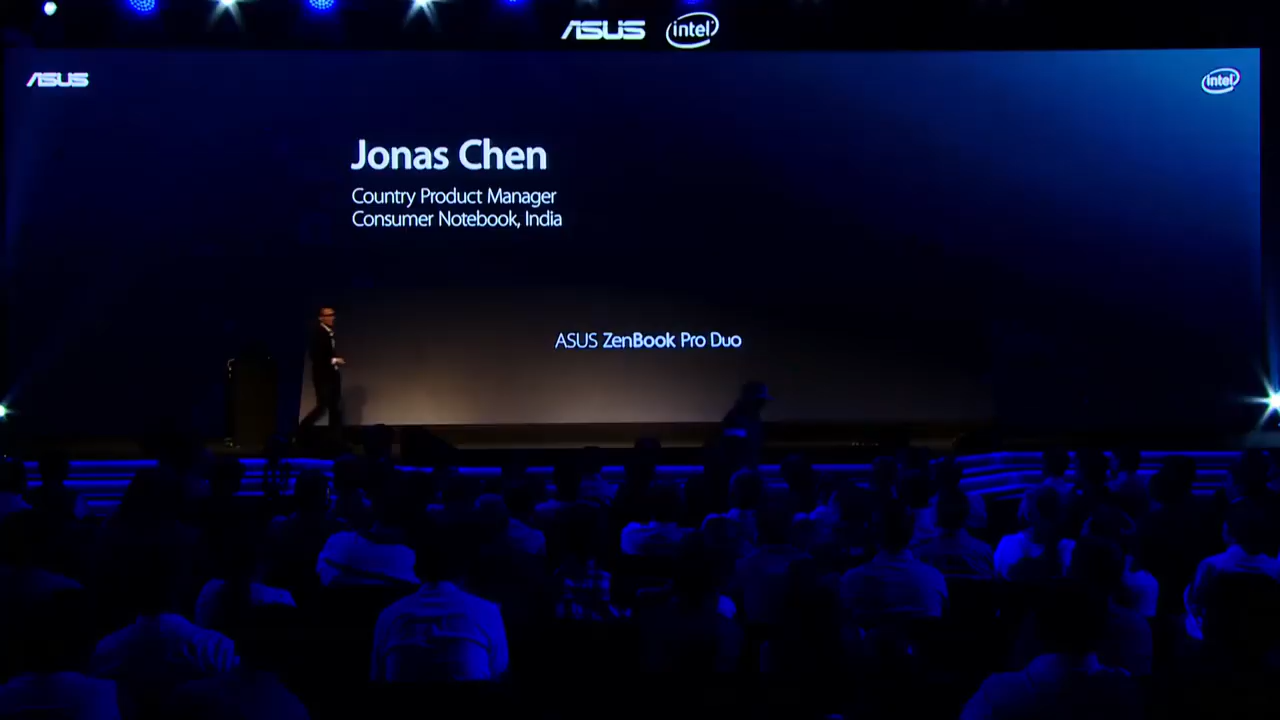 ASUS intel
ASUS
intel
Jonas Chen
Country Product Manager
Consumer Notebook, India
ASUS ZenBook Pro Duo